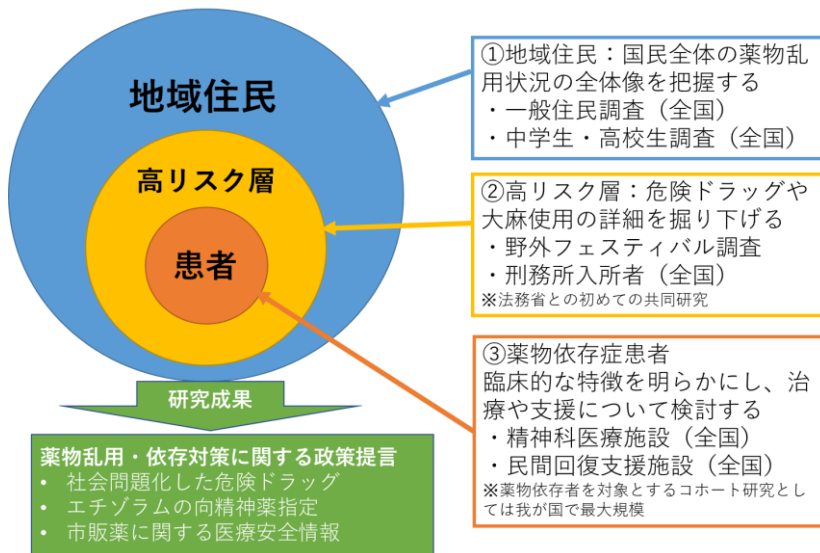 地域住民
高リスク層
患者
①地域住民：国民全体の薬物乱
用状況の全体像を把握する
・一般住民調査（全国）
・中学生・高校生調査（全国）
②高リスク層：危険ドラッグや
大麻使用の詳細を掘り下げる
・野外フェスティバル調査
・刑務所入所者（全国）
※法務省との初めての共同研究
③薬物依存症患者
臨床的な特徴を明らかにし、治
療や支援について検討する
・精神科医療施設（全国）
・民間回復支援施設（全国）
※薬物依存者を対象とするコホート研究とし
ては我が国で最大規模
研究成果
薬物乱用・依存対策に関する政策提言
• 社会問題化した危険ドラッグ
• エチゾラムの向精神薬指定
• 市販薬に関する医療安全情報